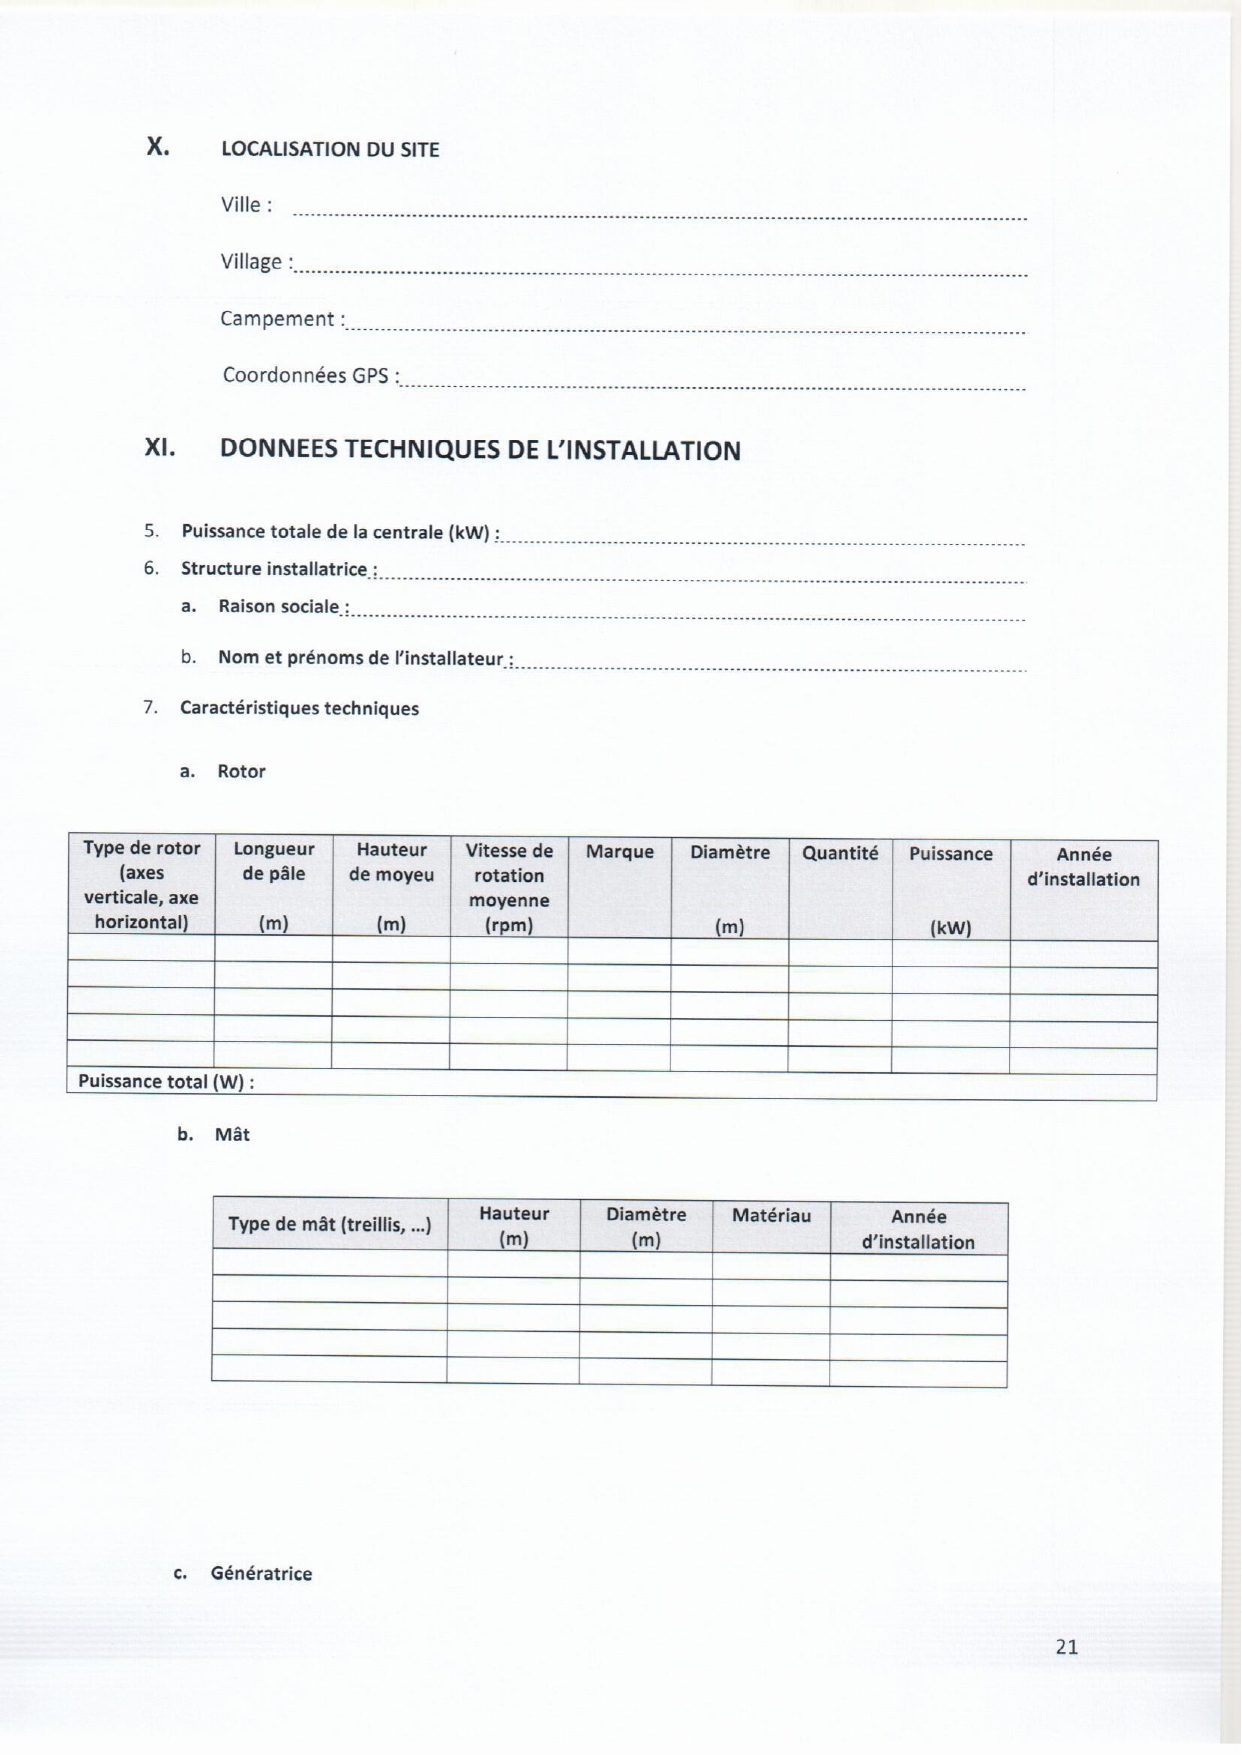 X. LOCALISATION DU SITE
Ville :
Village :
Campement :
Coordonnées GPS :
XI. DONNEES TECHNIQUES DE L'INSTALLATION
5. Puissance totale de la centrale (kW) :
6. Structure installatrice :
a. Raison sociale :
b. Nom et prénoms de l'installateur :
7. Caractéristiques techniques
a. Rotor
Type de rotor (axes verticale, axe horizontal)
Longueur de pâle (m)
Hauteur de moyeu (m)
Vitesse de rotation moyenne (rpm)
Marque
Diamètre (m)
Quantité
Puissance (kW)
Année d'installation
Puissance total (W) :
b. Mât
Type de mât (treillis, ...)
Hauteur (m)
Diamètre (m)
Matériau
Année d'installation
c. Génératrice
21